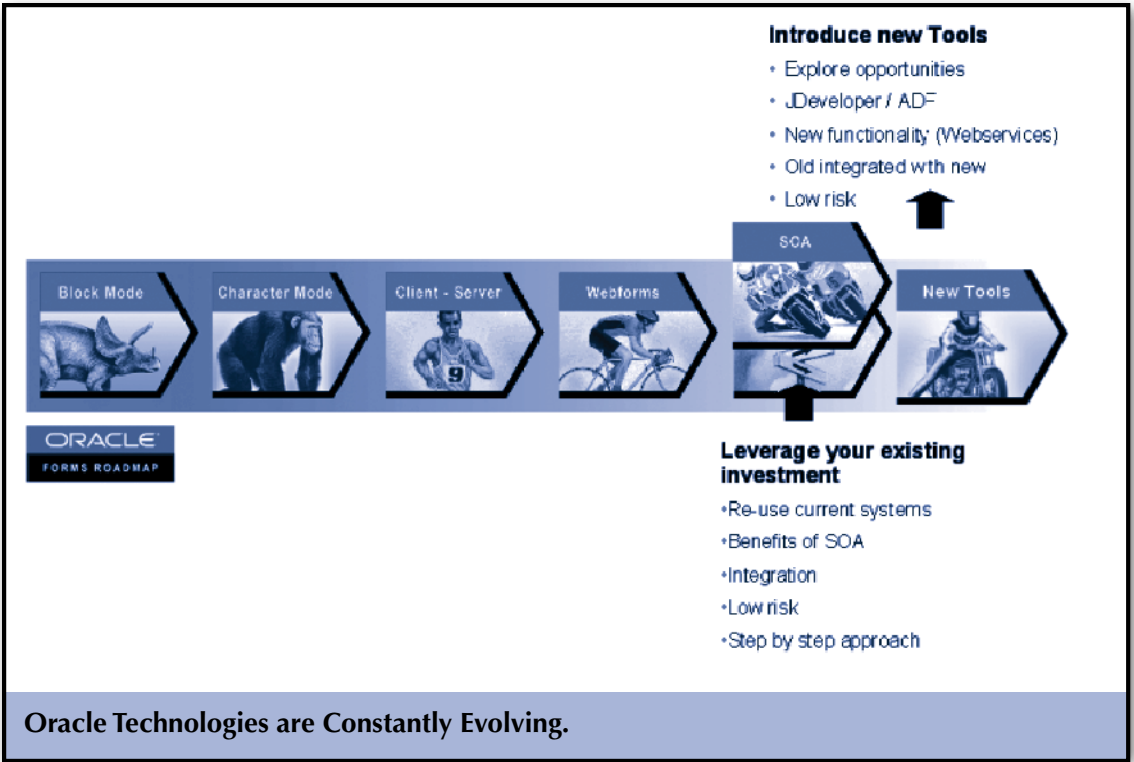 Introduce new Tools
• Explore opportunities
• JDeveloper / ADF
• New functionality (Webservices)
• Old integrated wth new
• Low risk
Block Mode
Character Mode
Client - Server
Webforms
SOA
New Tools
9
ORACLE
FORMS ROADMAP
Leverage your existing
investment
•Re-use current systems
•Benefits of SOA
•Integration
•Low risk
•Step by step approach
Oracle Technologies are Constantly Evolving.